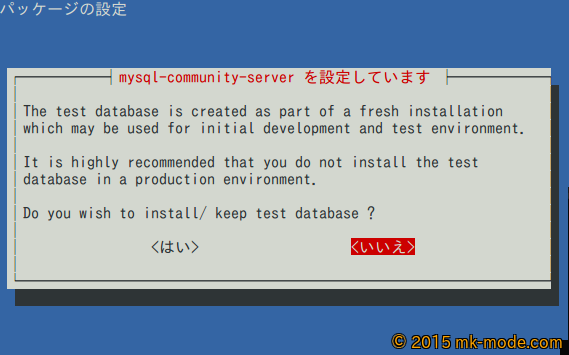 パッケージの設定
mysql-community-server を設定しています
The test database is created as part of a fresh installation
which may be used for initial development and test environment.
It is highly recommended that you do not install the test
database in a production environment.
Do you wish to install/ keep test database ?
<はい> <いいえ>
© 2015 mk-mode.com